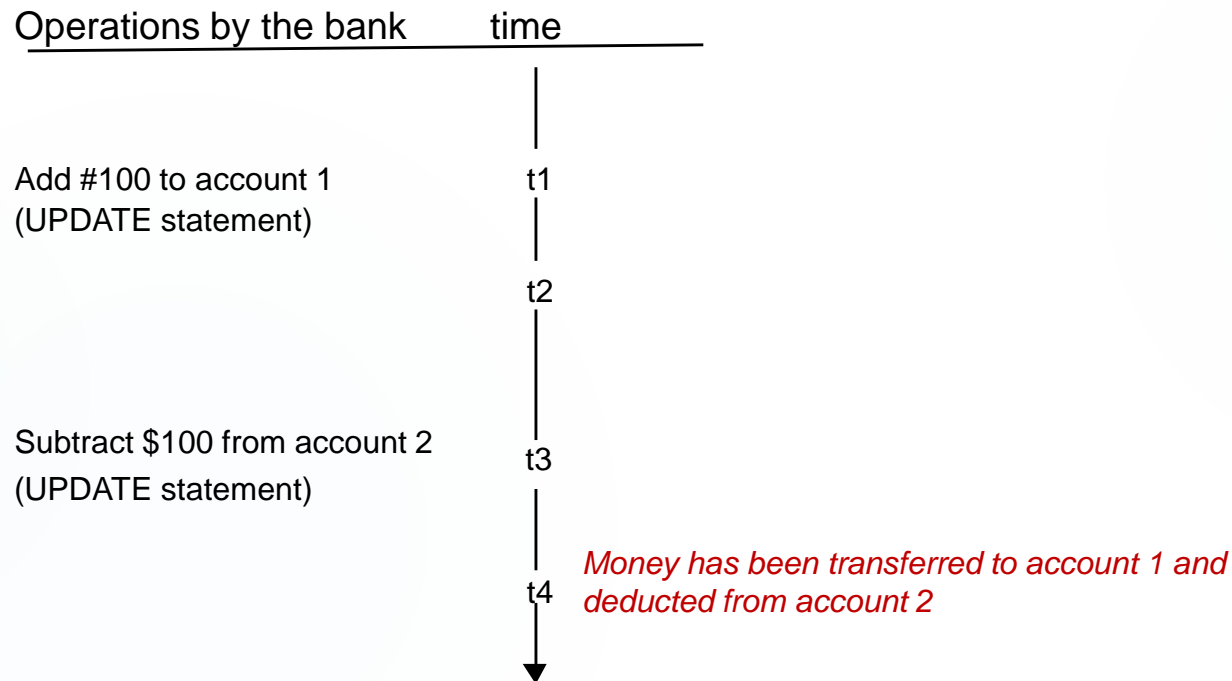 Operations by the bank time
Add #100 to account 1 t1
(UPDATE statement)
t2
Subtract $100 from account 2 t3
(UPDATE statement)
Money has been transferred to account 1 and
t4 deducted from account 2